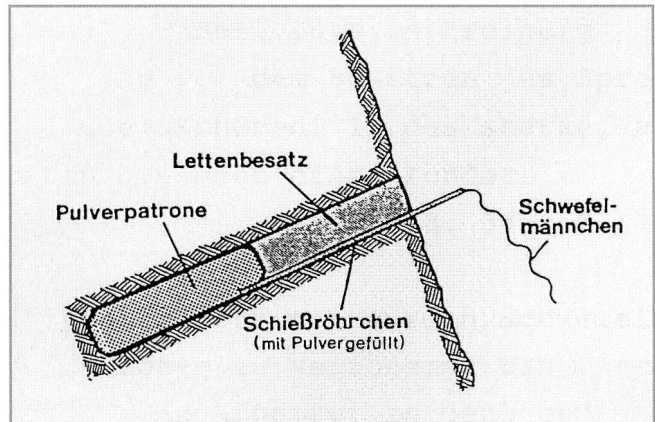 Lettenbesatz
Pulverpatrone
Schwefel-
männchen
Schießröhrchen
(mit Pulvergefüllt)